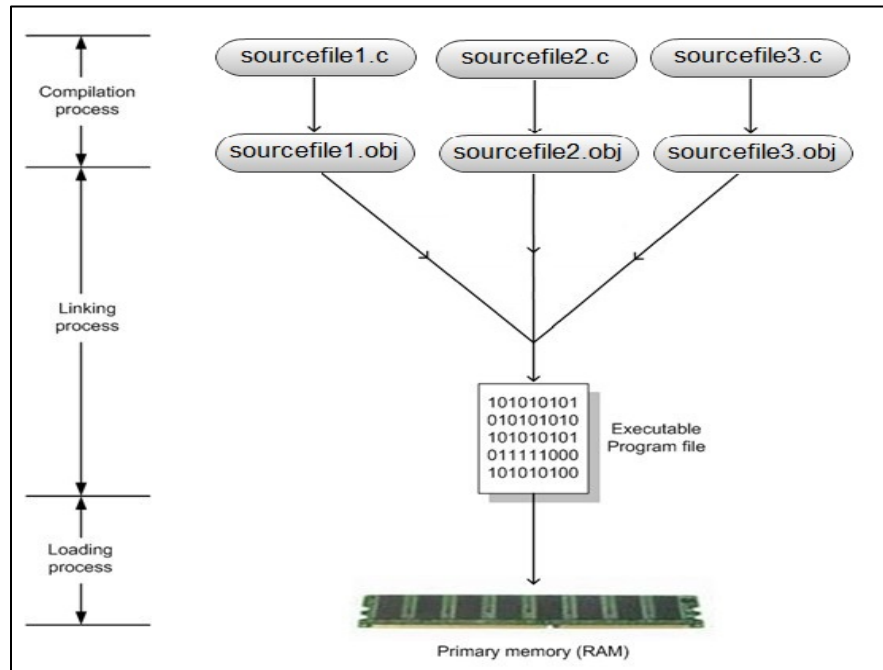 sourcefile1.c
sourcefile2.c
sourcefile3.c
Compilation
process
sourcefile1.obj
sourcefile2.obj
sourcefile3.obj
Linking
process
101010101
010101010
101010101
011111000
101010100
Executable
Program file
Loading
process
Primary memory (RAM)